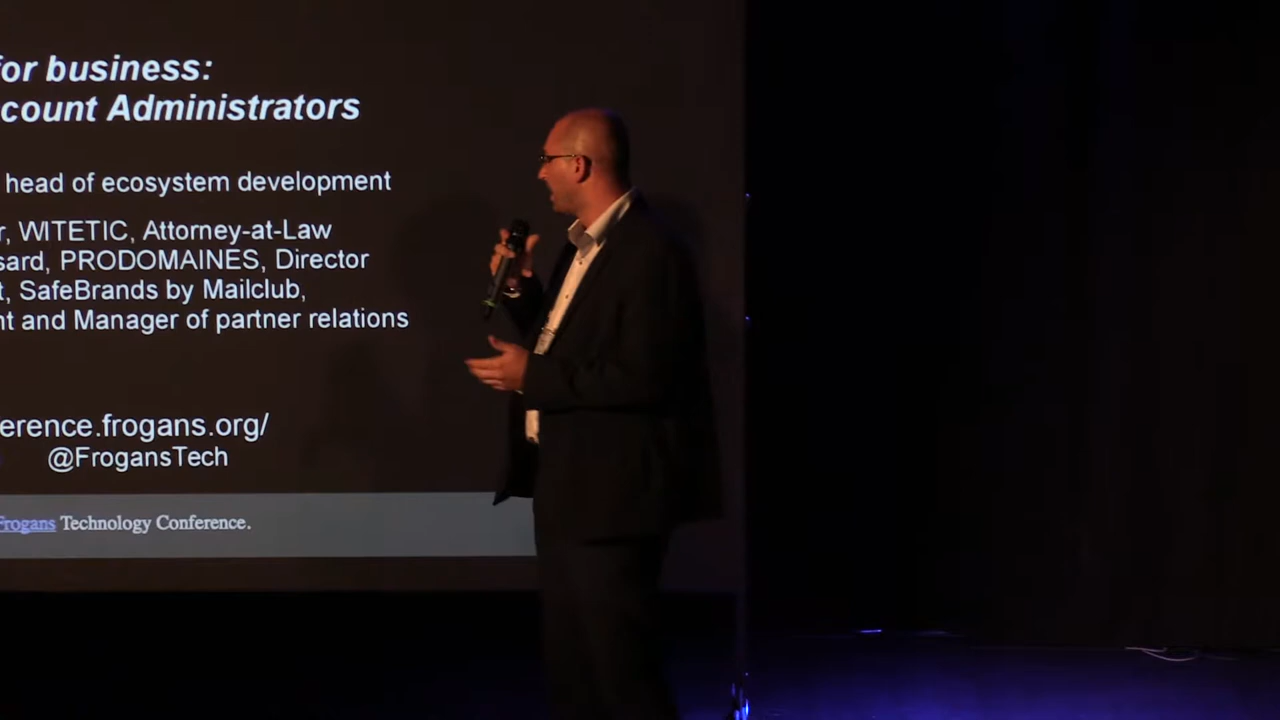 for business:
count Administrators
head of ecosystem development
r, WITETIC, Attorney-at-Law
sard, PRODOMAINES, Director
t, SafeBrands by Mailclub,
nt and Manager of partner relations
erence.frogans.org/
@FrogansTech
Frogans Technology Conference.